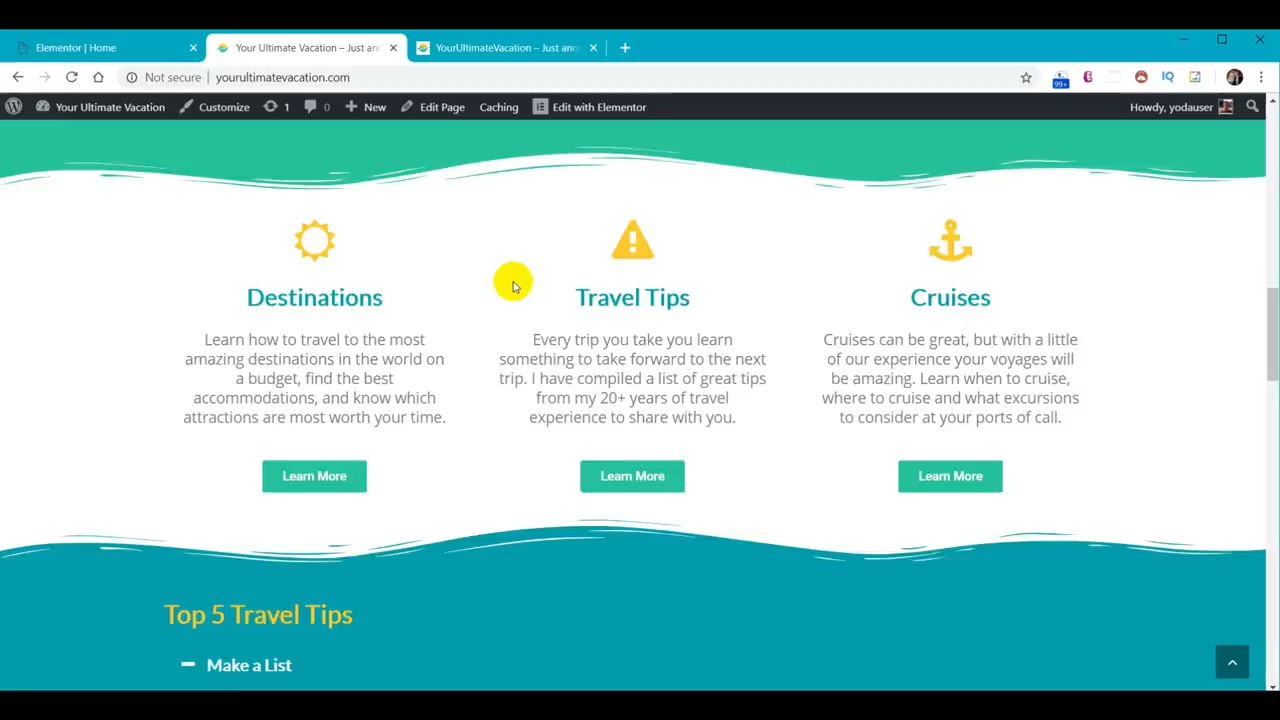 Elementor | Home
Your Ultimate Vacation – Just an
YourUltimateVacation – Just ano
Not secure | yourultimatevacation.com
99+
IQ
Your Ultimate Vacation
Customize
1
0
New
Edit Page
Caching
Edit with Elementor
Howdy, yodauser
Destinations
Learn how to travel to the most
amazing destinations in the world on
a budget, find the best
accommodations, and know which
attractions are most worth your time.
Learn More
Travel Tips
Every trip you take you learn
something to take forward to the next
trip. I have compiled a list of great tips
from my 20+ years of travel
experience to share with you.
Learn More
Cruises
Cruises can be great, but with a little
of our experience your voyages will
be amazing. Learn when to cruise,
where to cruise and what excursions
to consider at your ports of call.
Learn More
Top 5 Travel Tips
Make a List